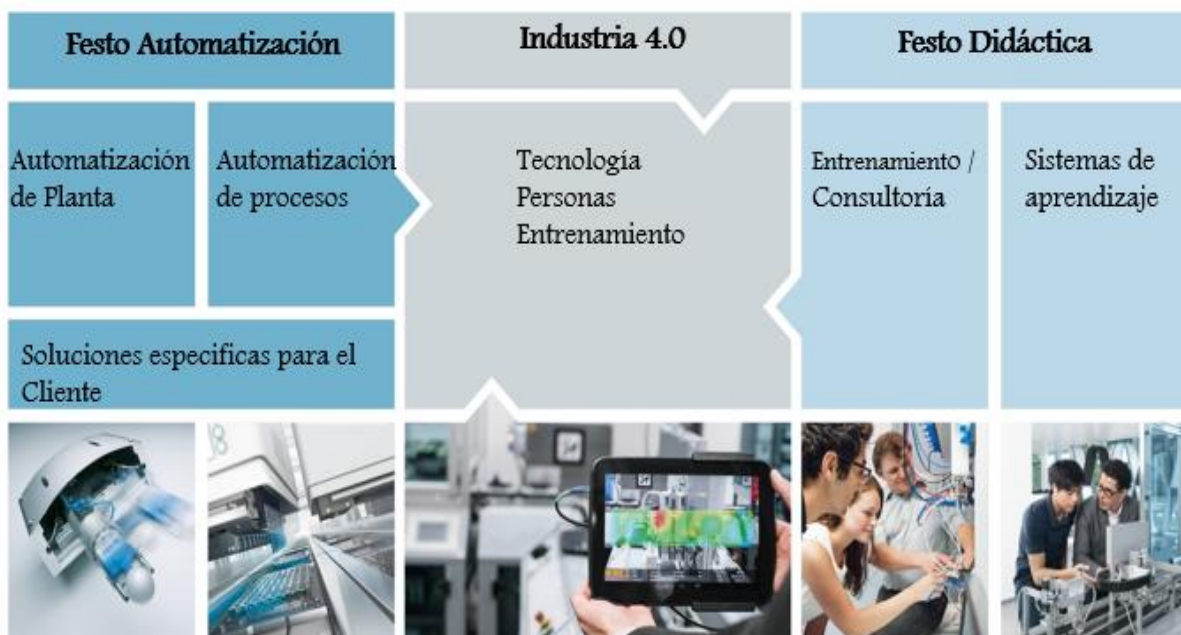 Festo Automatización
Industria 4.0
Festo Didáctica
Automatización
de Planta
Automatización
de procesos
Tecnología
Personas
Entrenamiento
Entrenamiento /
Consultoría
Sistemas de
aprendizaje
Soluciones especificas para el
Cliente